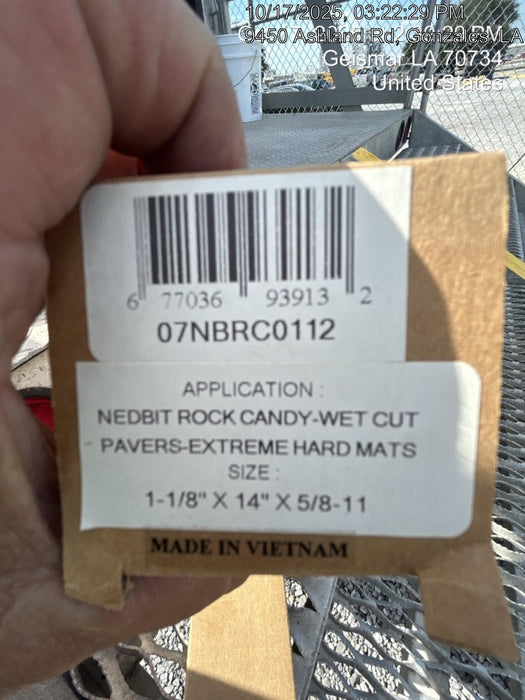 10/17/2025, 03:22:29 PM
9450 Ashland Rd, Gonzales LA
Geismar LA 70734
United States
6 77036 93913 2
07NBRC0112
APPLICATION :
NEDBIT ROCK CANDY-WET CUT
PAVERS-EXTREME HARD MATS
SIZE :
1-1/8" X 14" X 5/8-11
MADE IN VIETNAM